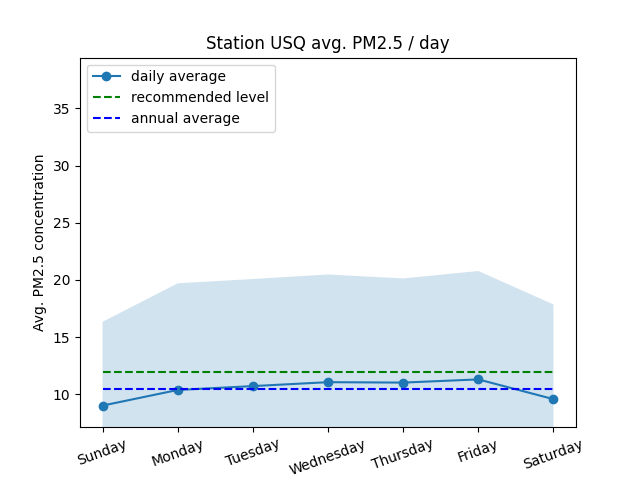 Station USQ avg. PM2.5 / day
daily average
recommended level
annual average
Avg. PM2.5 concentration
35
30
25
20
15
10
Sunday
Monday
Tuesday
Wednesday
Thursday
Friday
Saturday